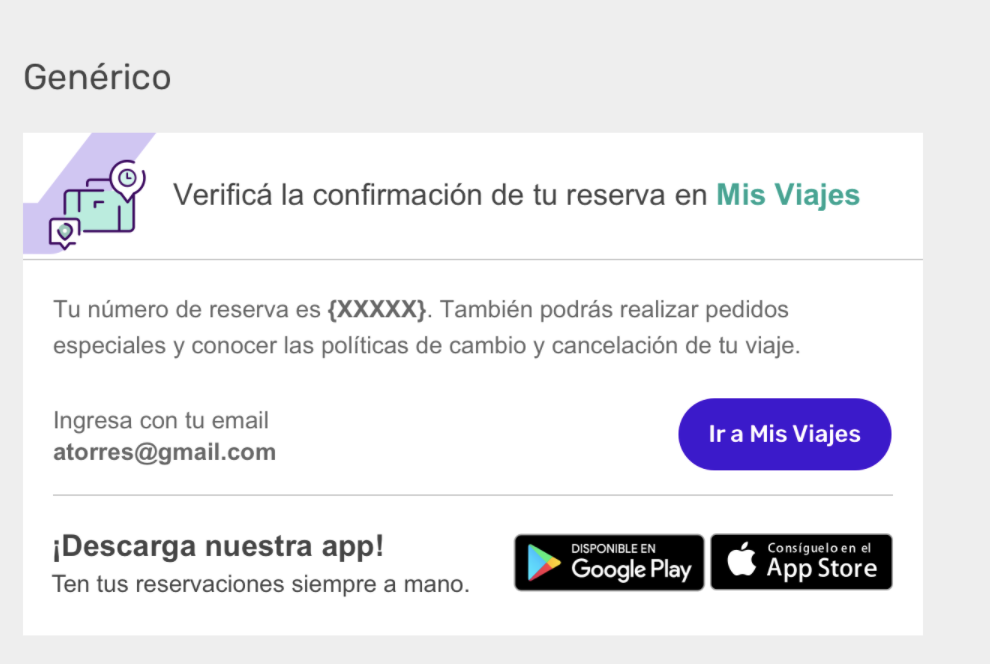 Genérico
Verificá la confirmación de tu reserva en Mis Viajes
Tu número de reserva es {XXXXX}. También podrás realizar pedidos
especiales y conocer las políticas de cambio y cancelación de tu viaje.
Ingresa con tu email
atorres@gmail.com
Ir a Mis Viajes
¡Descarga nuestra app!
Ten tus reservaciones siempre a mano.
DISPONIBLE EN
Google Play
Consíguelo en el
App Store